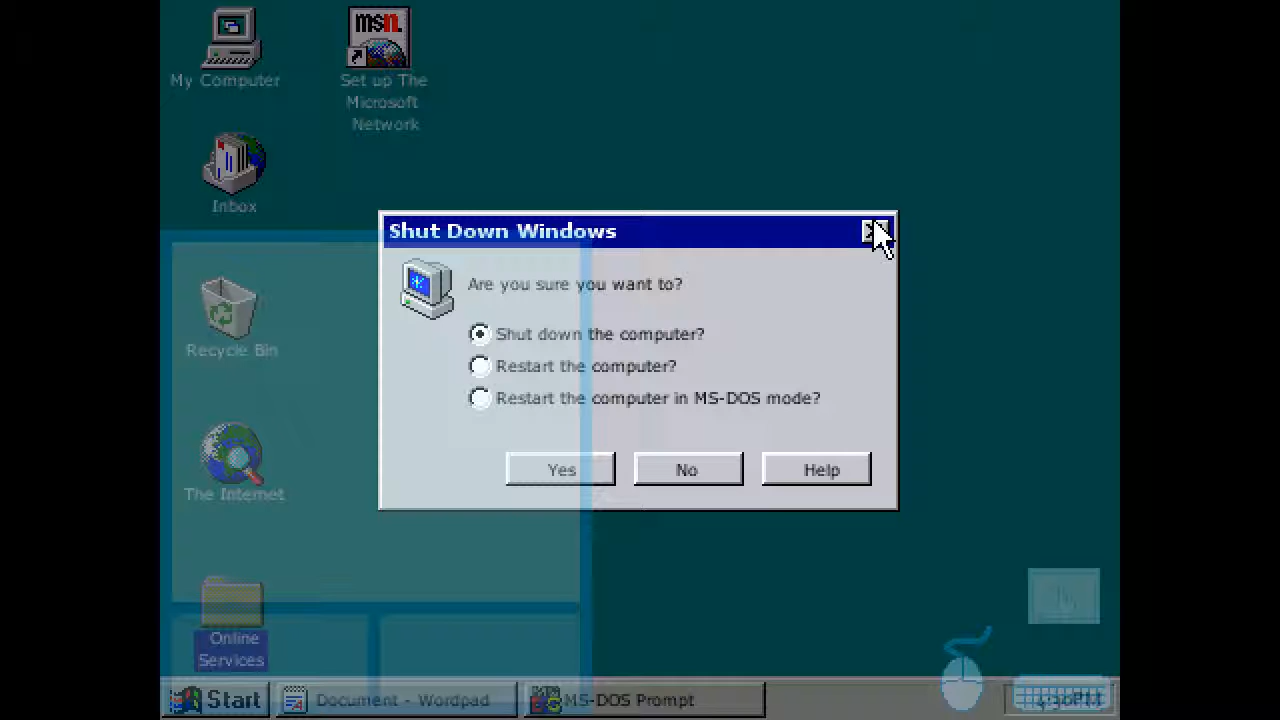 My Computer
msn.
Set up The
Microsoft
Network
Inbox
Shut Down Windows
Are you sure you want to?
Shut down the computer?
Restart the computer?
Restart the computer in MS-DOS mode?
Yes
No
Help
Recycle Bin
The Internet
Online
Services
Start
Document - Wordpad
MS-DOS Prompt